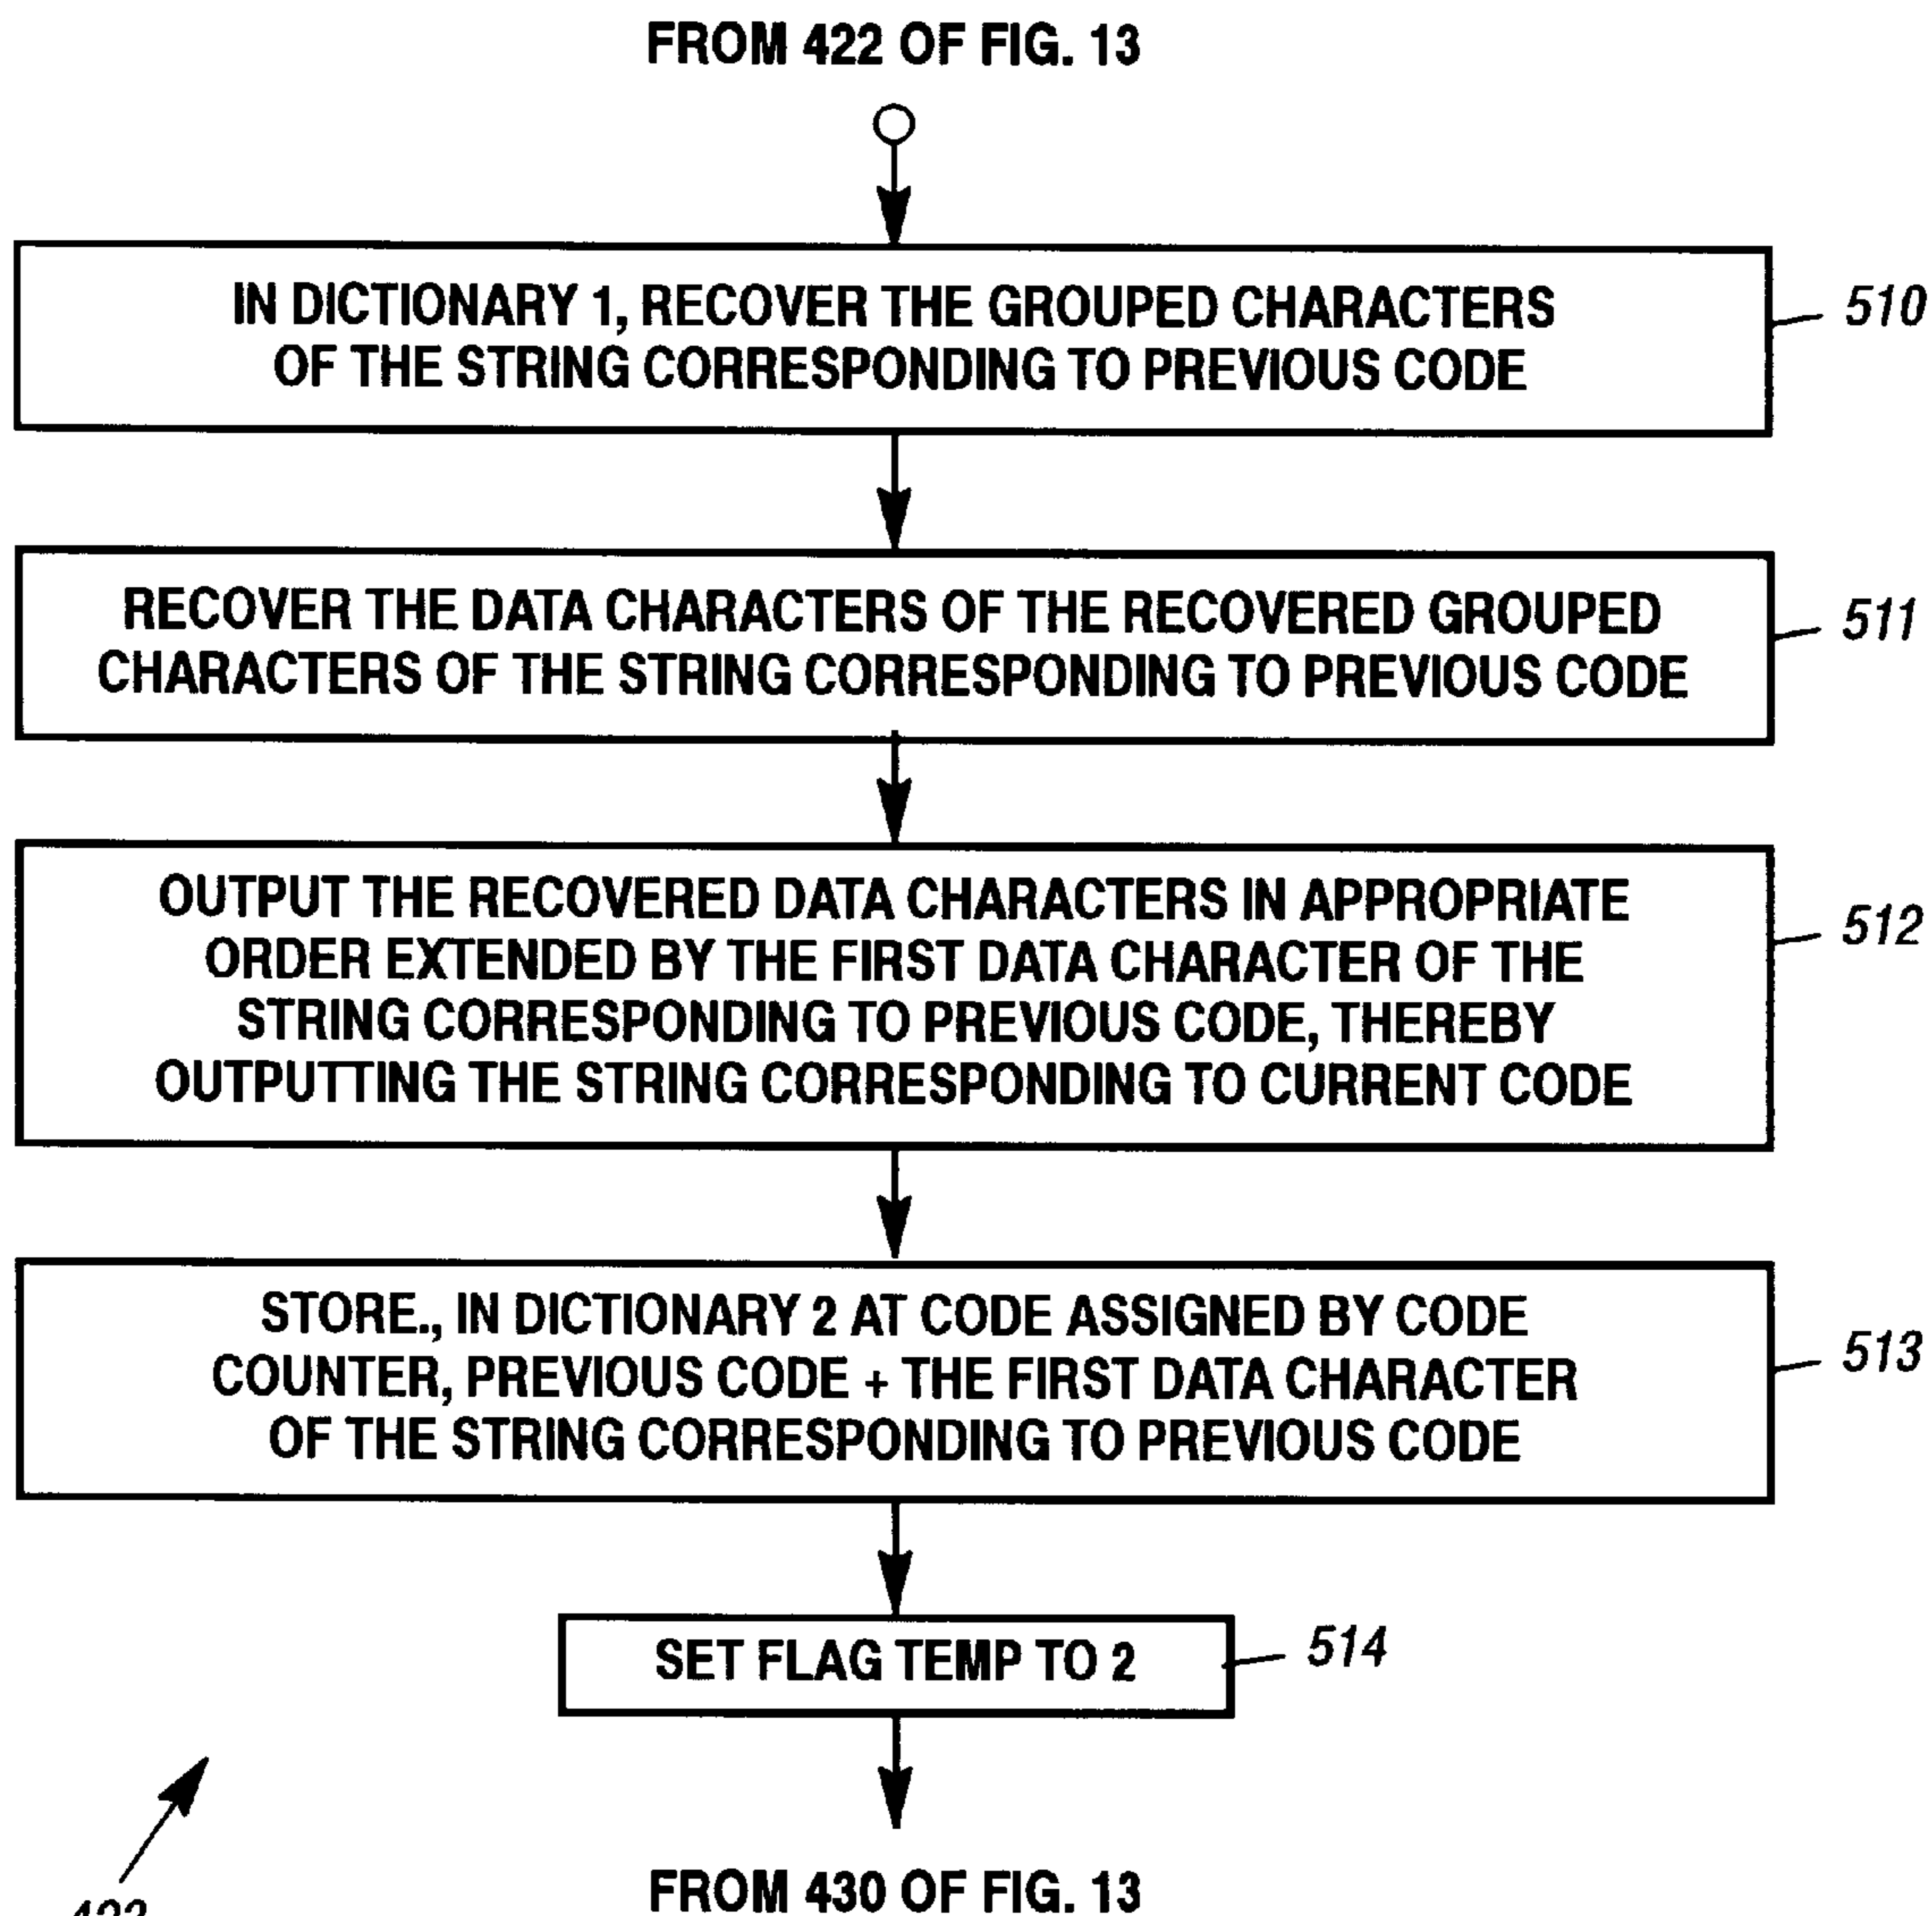 FROM 422 OF FIG. 13
IN DICTIONARY 1, RECOVER THE GROUPED CHARACTERS
OF THE STRING CORRESPONDING TO PREVIOUS CODE
510
RECOVER THE DATA CHARACTERS OF THE RECOVERED GROUPED
CHARACTERS OF THE STRING CORRESPONDING TO PREVIOUS CODE
511
OUTPUT THE RECOVERED DATA CHARACTERS IN APPROPRIATE
ORDER EXTENDED BY THE FIRST DATA CHARACTER OF THE
STRING CORRESPONDING TO PREVIOUS CODE, THEREBY
OUTPUTTING THE STRING CORRESPONDING TO CURRENT CODE
512
STORE., IN DICTIONARY 2 AT CODE ASSIGNED BY CODE
COUNTER, PREVIOUS CODE + THE FIRST DATA CHARACTER
OF THE STRING CORRESPONDING TO PREVIOUS CODE
513
SET FLAG TEMP TO 2
514
FROM 430 OF FIG. 13